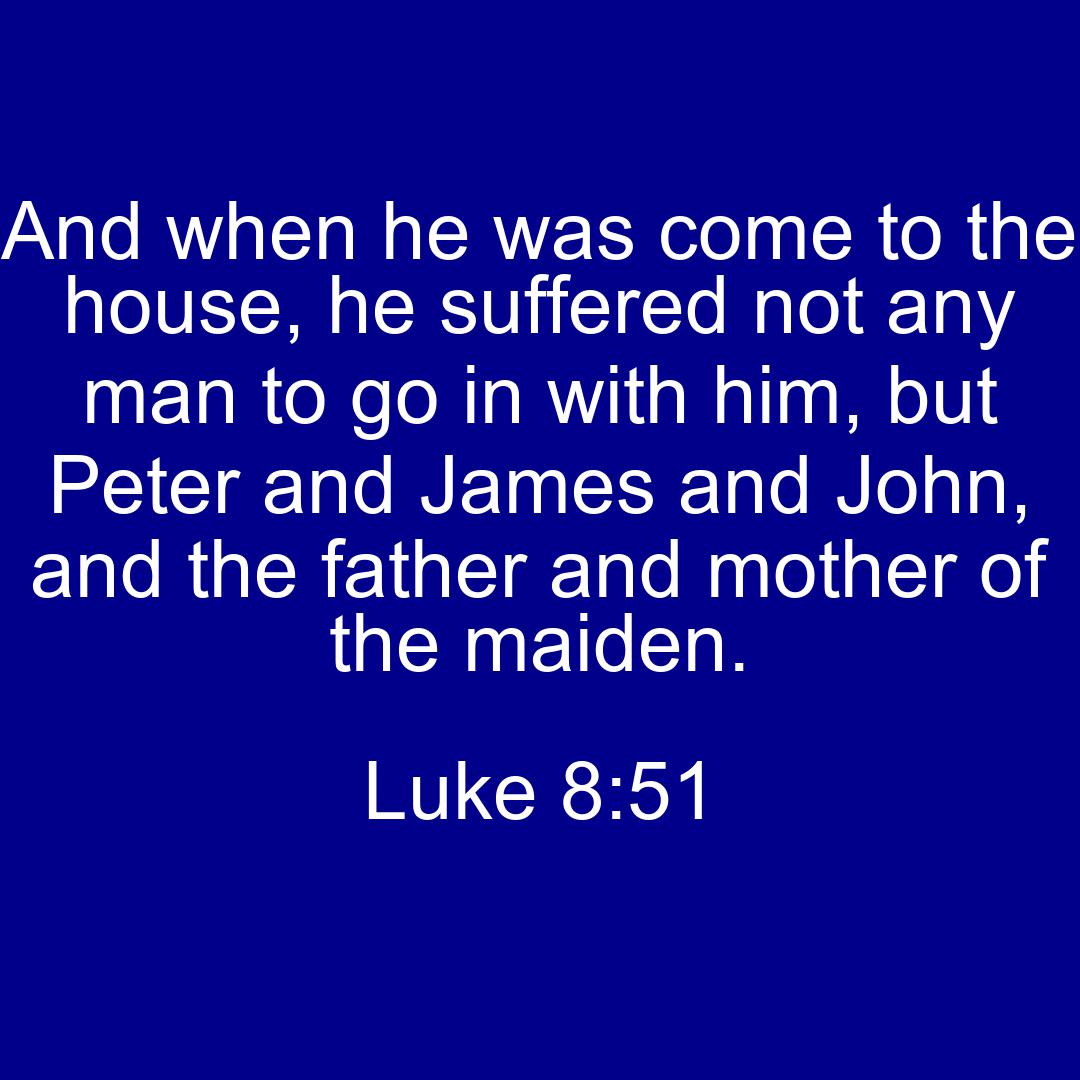 And when he was come to the
house, he suffered not any
man to go in with him, but
Peter and James and John,
and the father and mother of
the maiden.
Luke 8:51